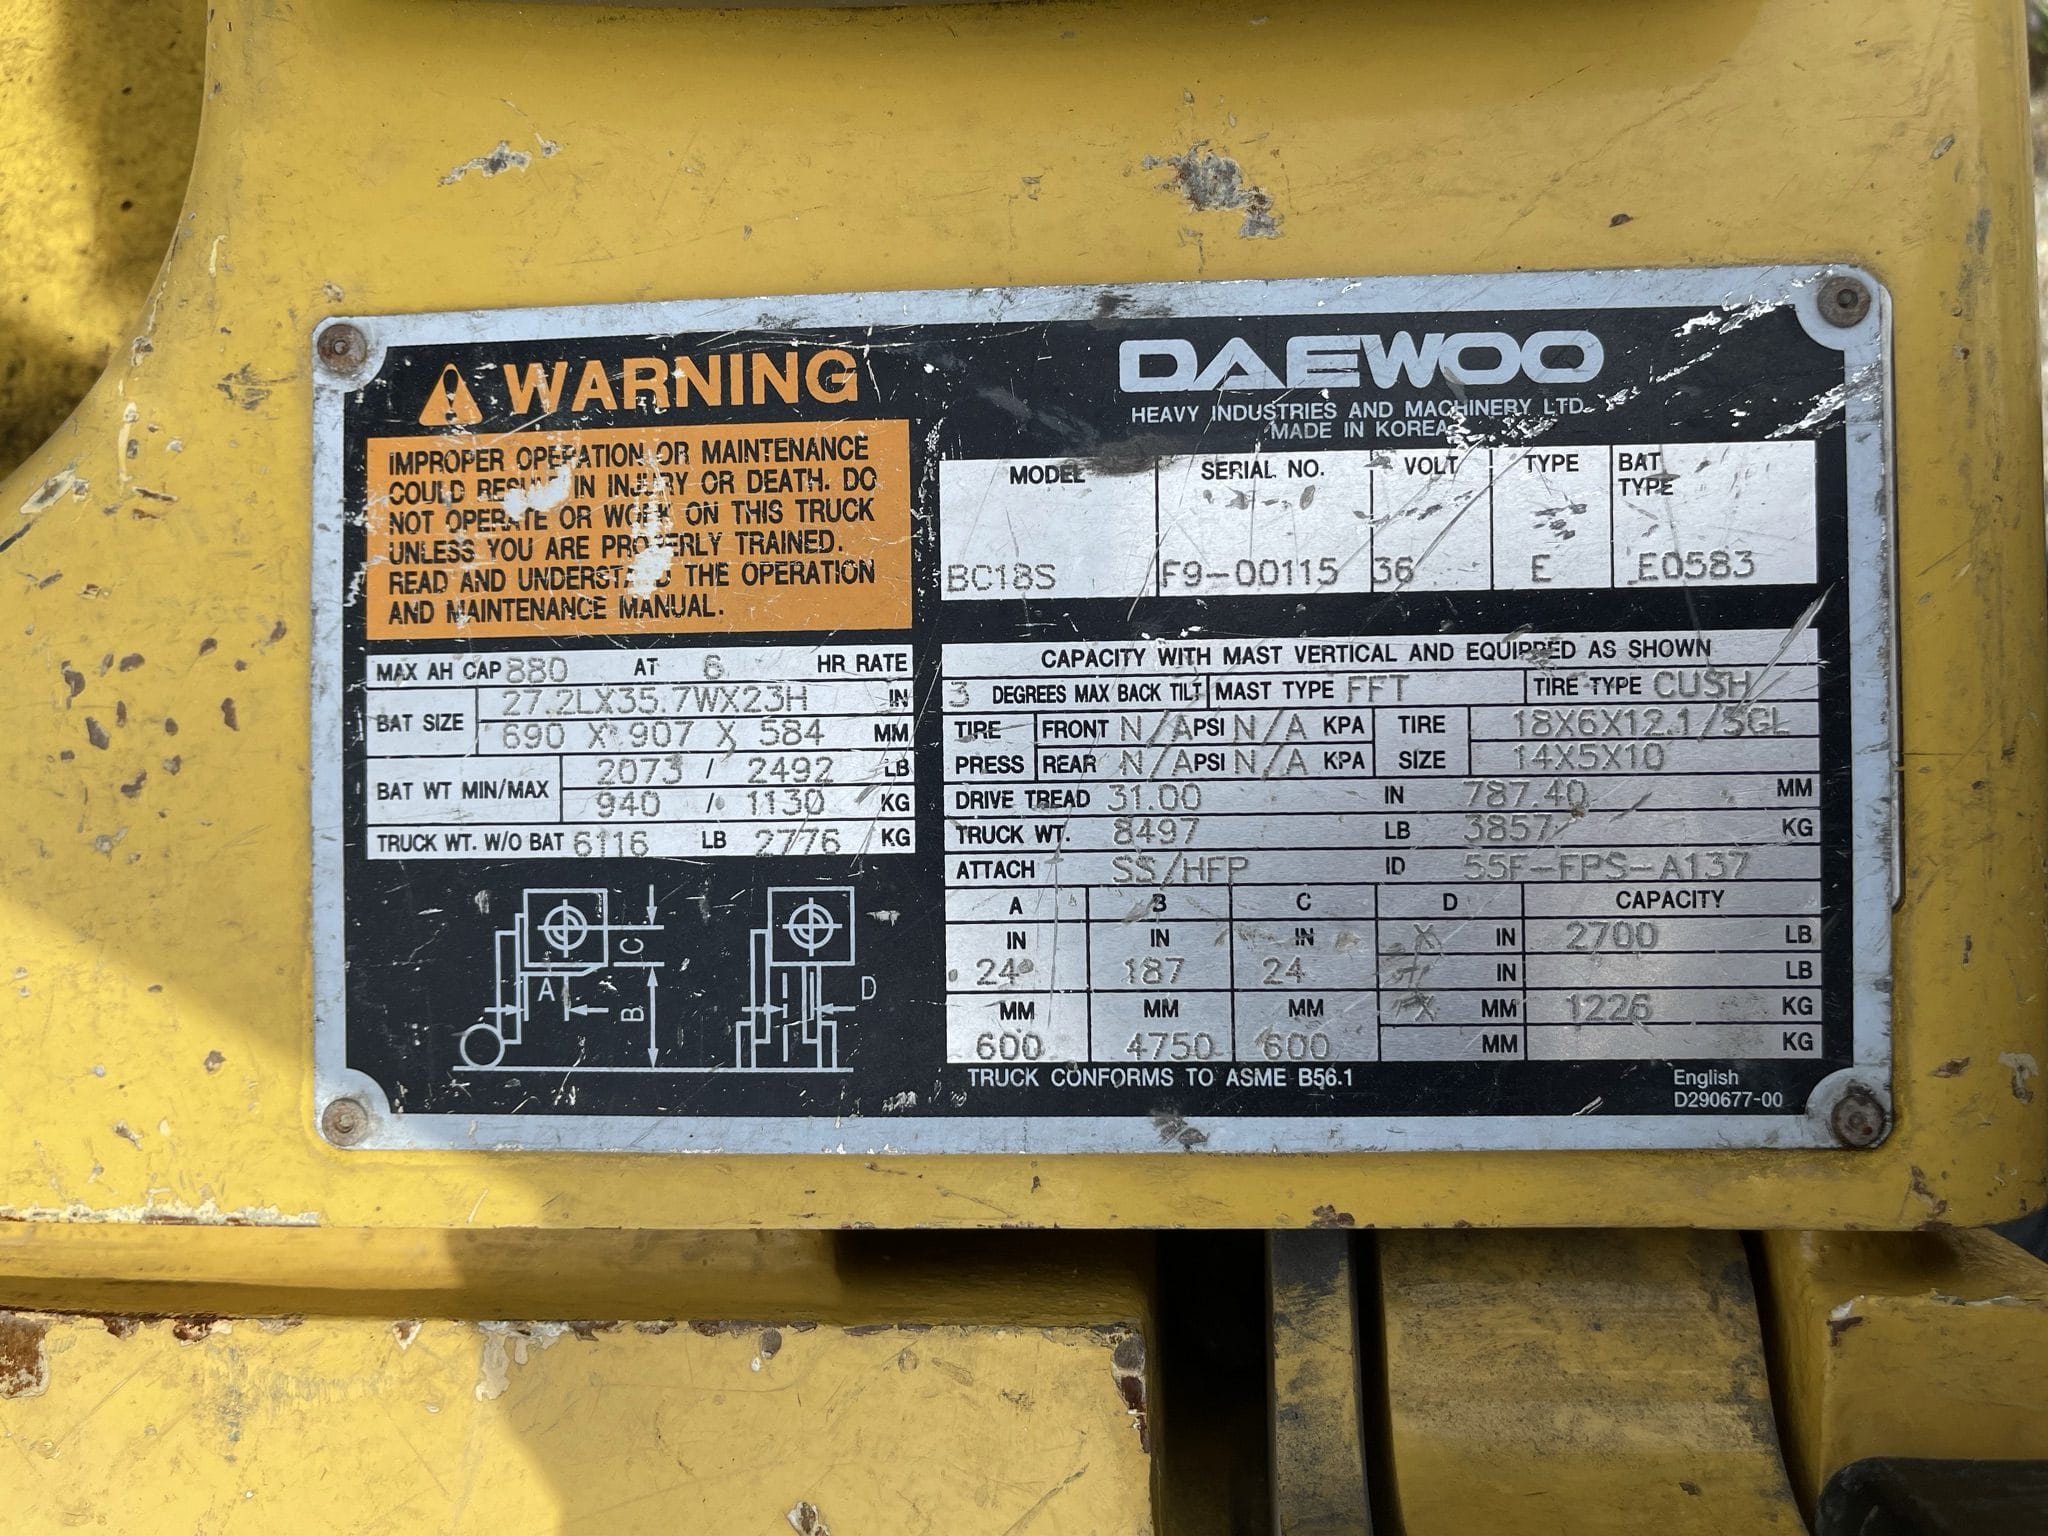 WARNING
IMPROPER OPERATION OR MAINTENANCE
COULD RESULT IN INJURY OR DEATH. DO
NOT OPERATE OR WORK ON THIS TRUCK
UNLESS YOU ARE PROPERLY TRAINED.
READ AND UNDERSTAND THE OPERATION
AND MAINTENANCE MANUAL.
MAX AH CAP 880 AT 6 HR RATE
BAT SIZE
27.2LX35.7WX23H IN
690 X 907 X 584 MM
BAT WT MIN/MAX
2073 / 2492 LB
940 / 1130 KG
TRUCK WT. W/O BAT 6116 LB 2776 KG
A B C D
DAEWOO
HEAVY INDUSTRIES AND MACHINERY LTD.
MADE IN KOREA
MODEL SERIAL NO. VOLT TYPE BAT TYPE
BC18S F9-00115 36 E E0583
CAPACITY WITH MAST VERTICAL AND EQUIPPED AS SHOWN
3 DEGREES MAX BACK TILT MAST TYPE FFT TIRE TYPE CUSH
TIRE FRONT N/A PSI N/A KPA TIRE 18X6X12.1/SGL
PRESS REAR N/A PSI N/A KPA SIZE 14X5X10
DRIVE TREAD 31.00 IN 787.40 MM
TRUCK WT. 8497 LB 3857 KG
ATTACH SS/HFP ID 55F-FPS-A137
A B C D CAPACITY
IN IN IN X IN 2700 LB
24 187 24 IN LB
MM MM MM X MM 1226 KG
600 4750 600 MM KG
TRUCK CONFORMS TO ASME B56.1
English
D290677-00